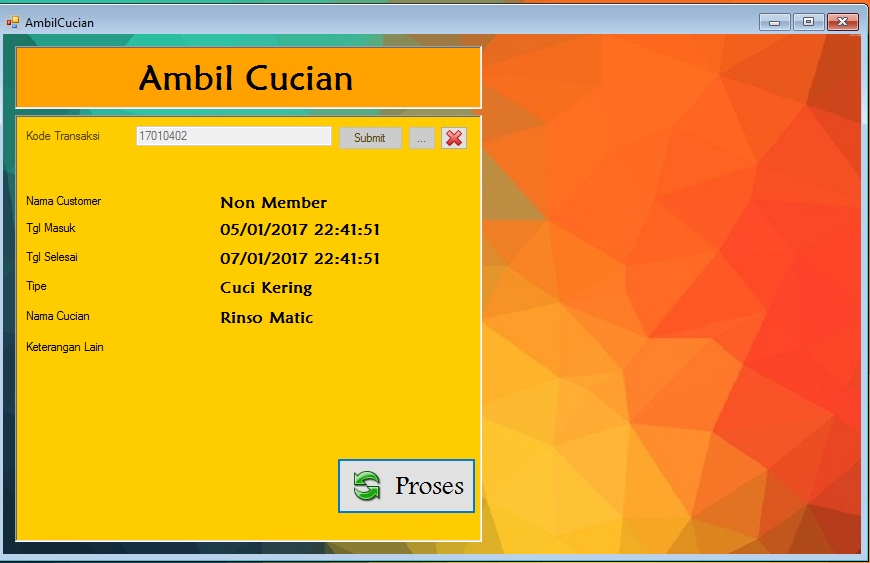 AmbilCucian
Ambil Cucian
Kode Transaksi 17010402 Submit ...
Nama Customer Non Member
Tgl Masuk 05/01/2017 22:41:51
Tgl Selesai 07/01/2017 22:41:51
Tipe Cuci Kering
Nama Cucian Rinso Matic
Keterangan Lain
Proses